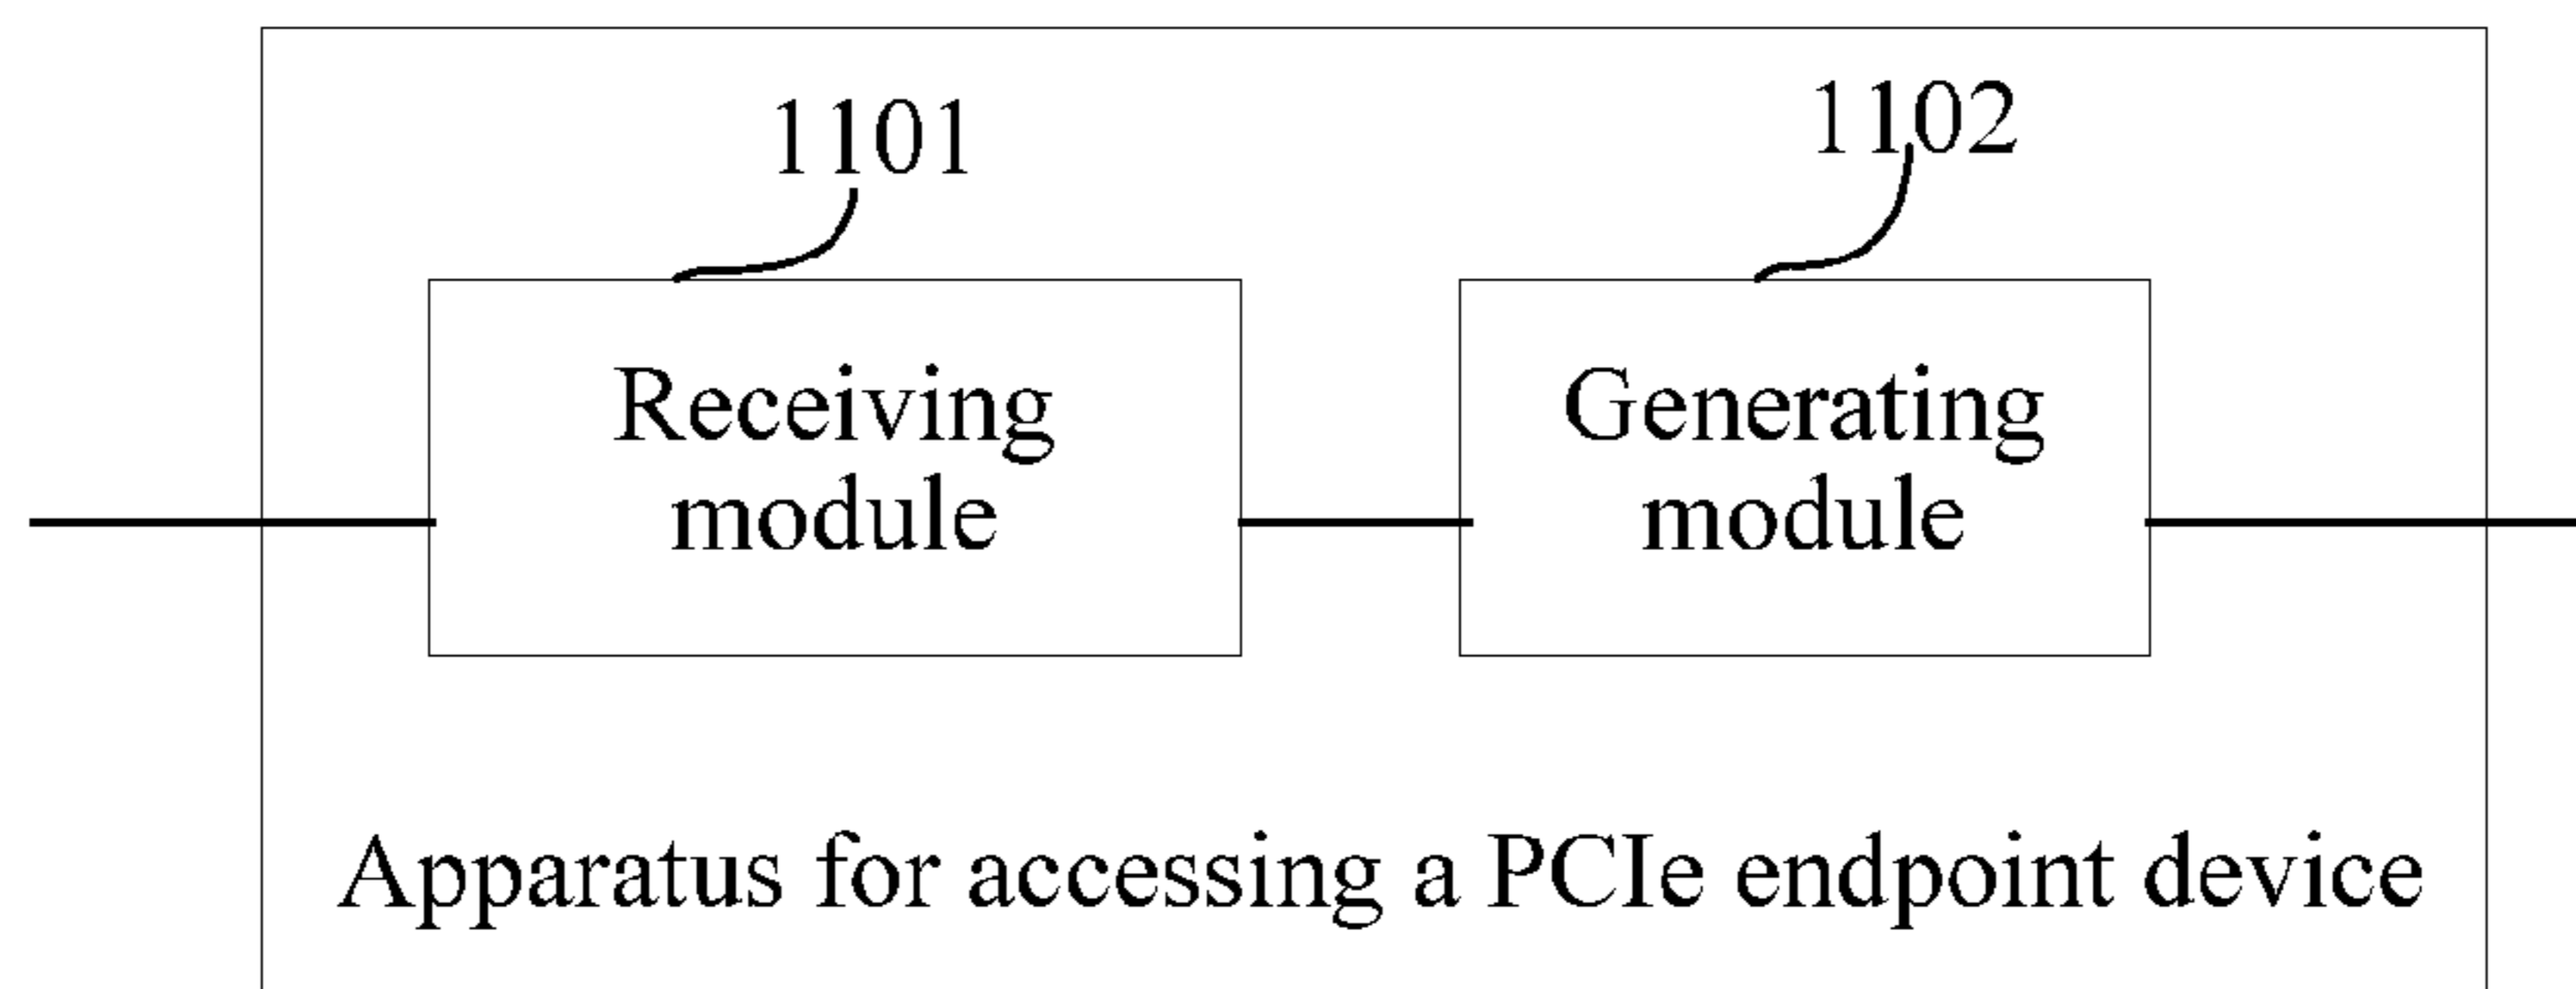 1101
1102
Receiving
module
Generating
module
Apparatus for accessing a PCIe endpoint device